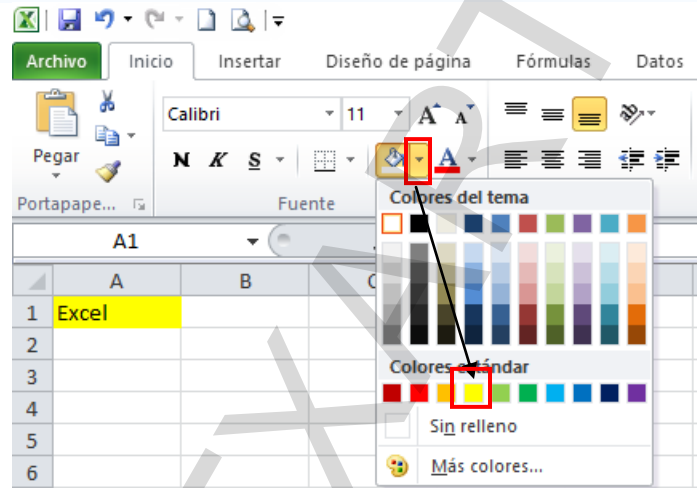 Archivo Inicio Insertar Diseño de página Fórmulas Datos
Calibri 11 A A
Pegar N K S A
Portapape... Fuente
Colores del tema
A1
A B
1 Excel
2
3
4
5
6
Colores estándar
Sin relleno
Más colores...